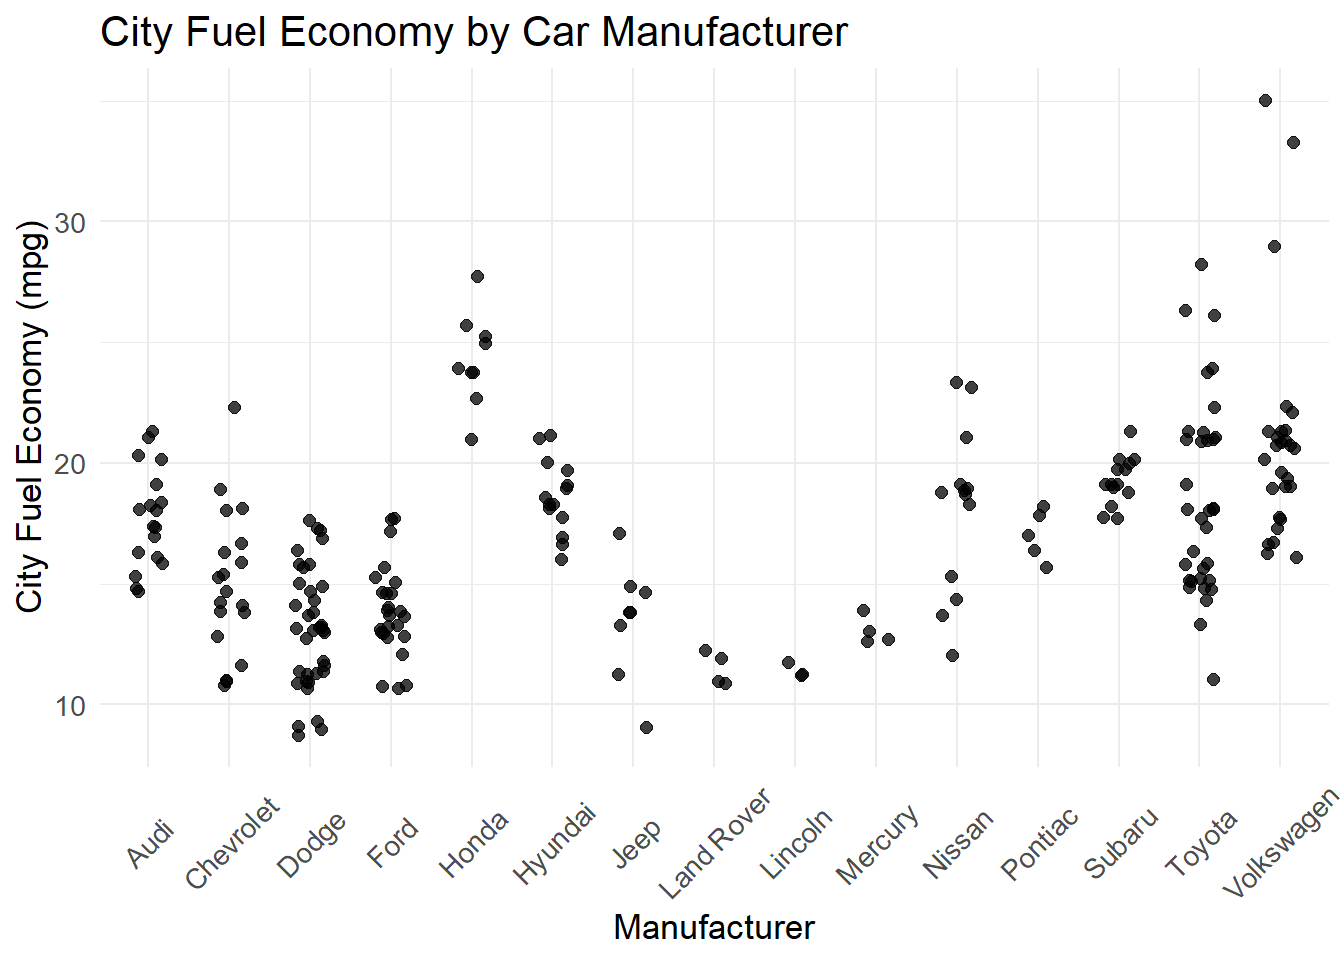 City Fuel Economy by Car Manufacturer
City Fuel Economy (mpg)
30
20
10
Audi
Chevrolet
Dodge
Ford
Honda
Hyundai
Jeep
Land Rover
Lincoln
Mercury
Nissan
Pontiac
Subaru
Toyota
Volkswagen
Manufacturer